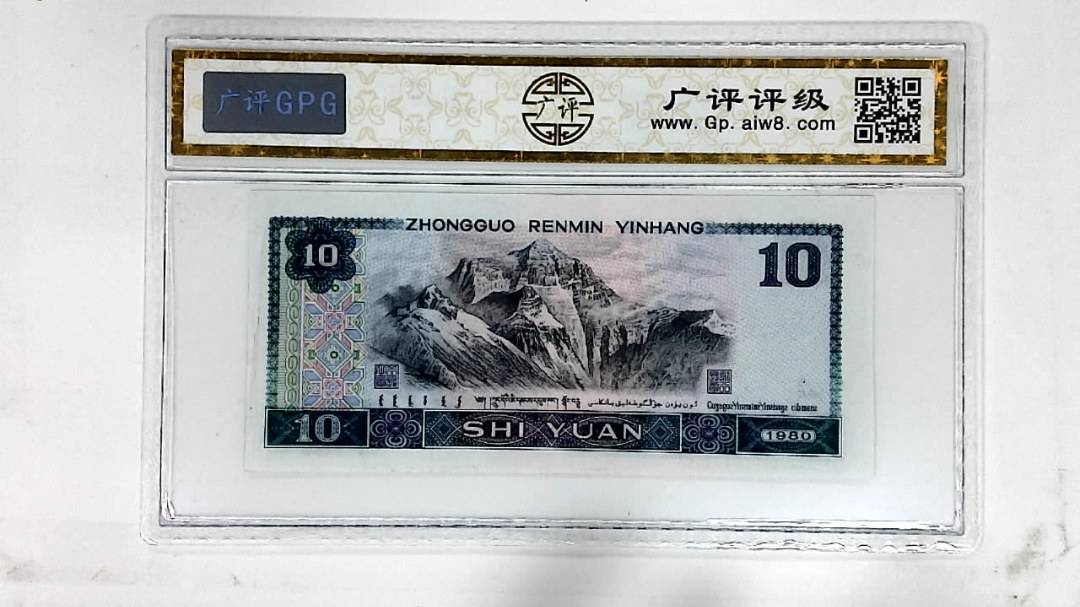 广评GPG
广评
广评评级
www.Gp.aiw8.com
ZHONGGUO RENMIN YINHANG
10
10
10
SHI YUAN
1980